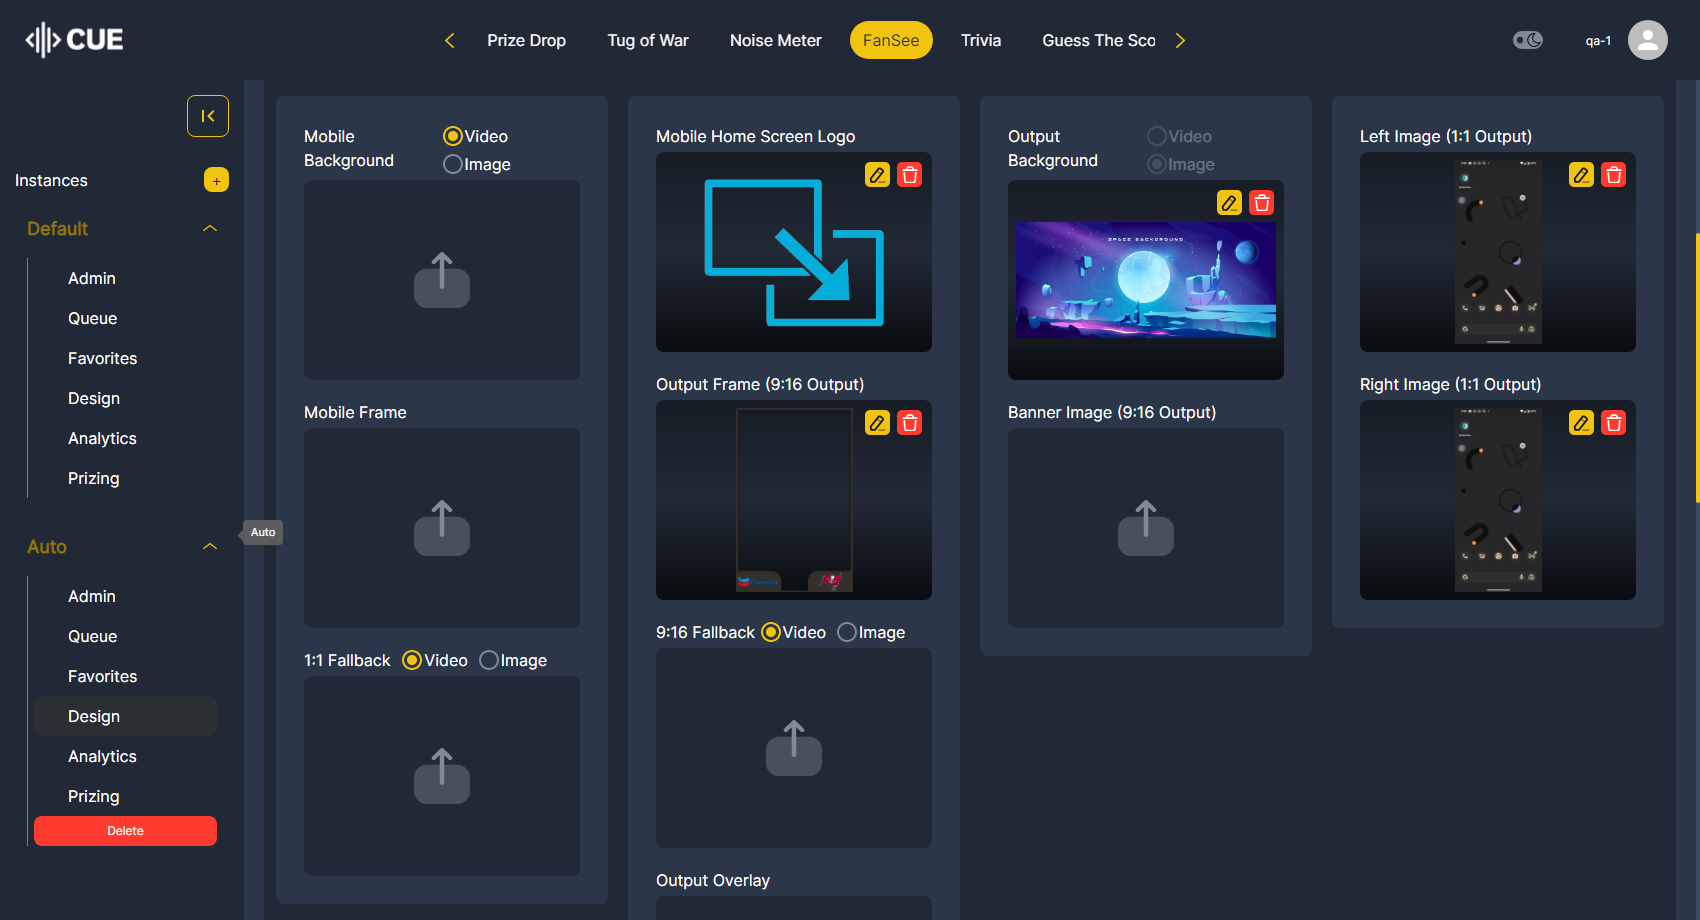 CUE
Prize Drop
Tug of War
Noise Meter
FanSee
Trivia
Guess The Sco
qa-1
Instances
+
Default
Admin
Queue
Favorites
Design
Analytics
Prizing
Auto
Auto
Admin
Queue
Favorites
Design
Analytics
Prizing
Delete
Mobile
Background
Video
Image
Mobile Frame
1:1 Fallback Video Image
Mobile Home Screen Logo
Output Frame (9:16 Output)
9:16 Fallback Video Image
Output Overlay
Output
Background
Video
Image
SPACE BACKGROUND
Banner Image (9:16 Output)
Left Image (1:1 Output)
Right Image (1:1 Output)